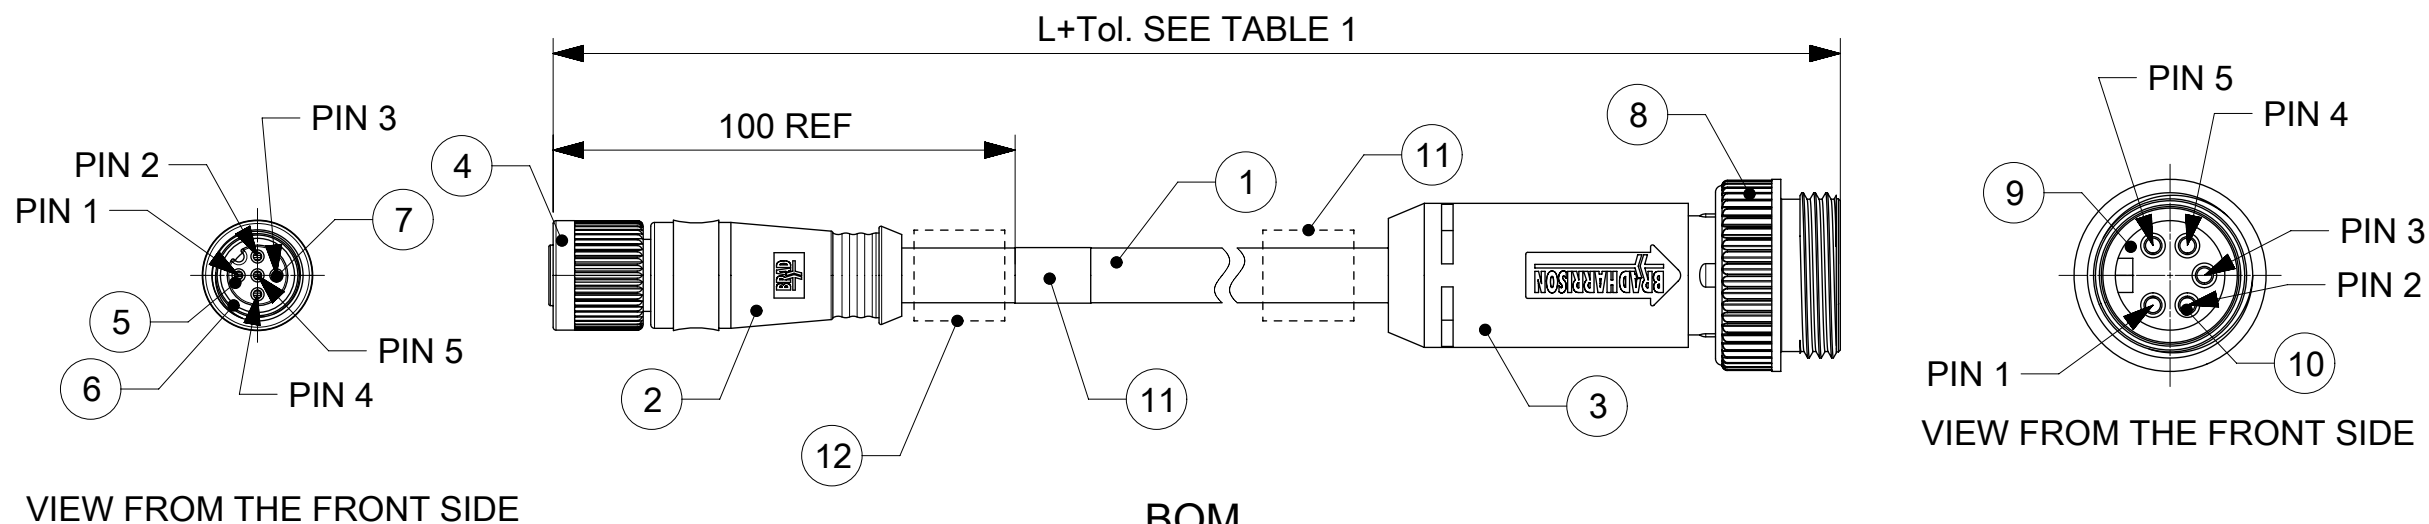 L+Tol. SEE TABLE 1
100 REF
PIN 3
PIN 2
PIN 1
PIN 5
PIN 4
4
7
5
6
VIEW FROM THE FRONT SIDE
BRAD
2
12
11
1
11
BRADHARRISON
3
8
PIN 5
PIN 4
9
PIN 3
PIN 2
PIN 1
10
VIEW FROM THE FRONT SIDE
BOM